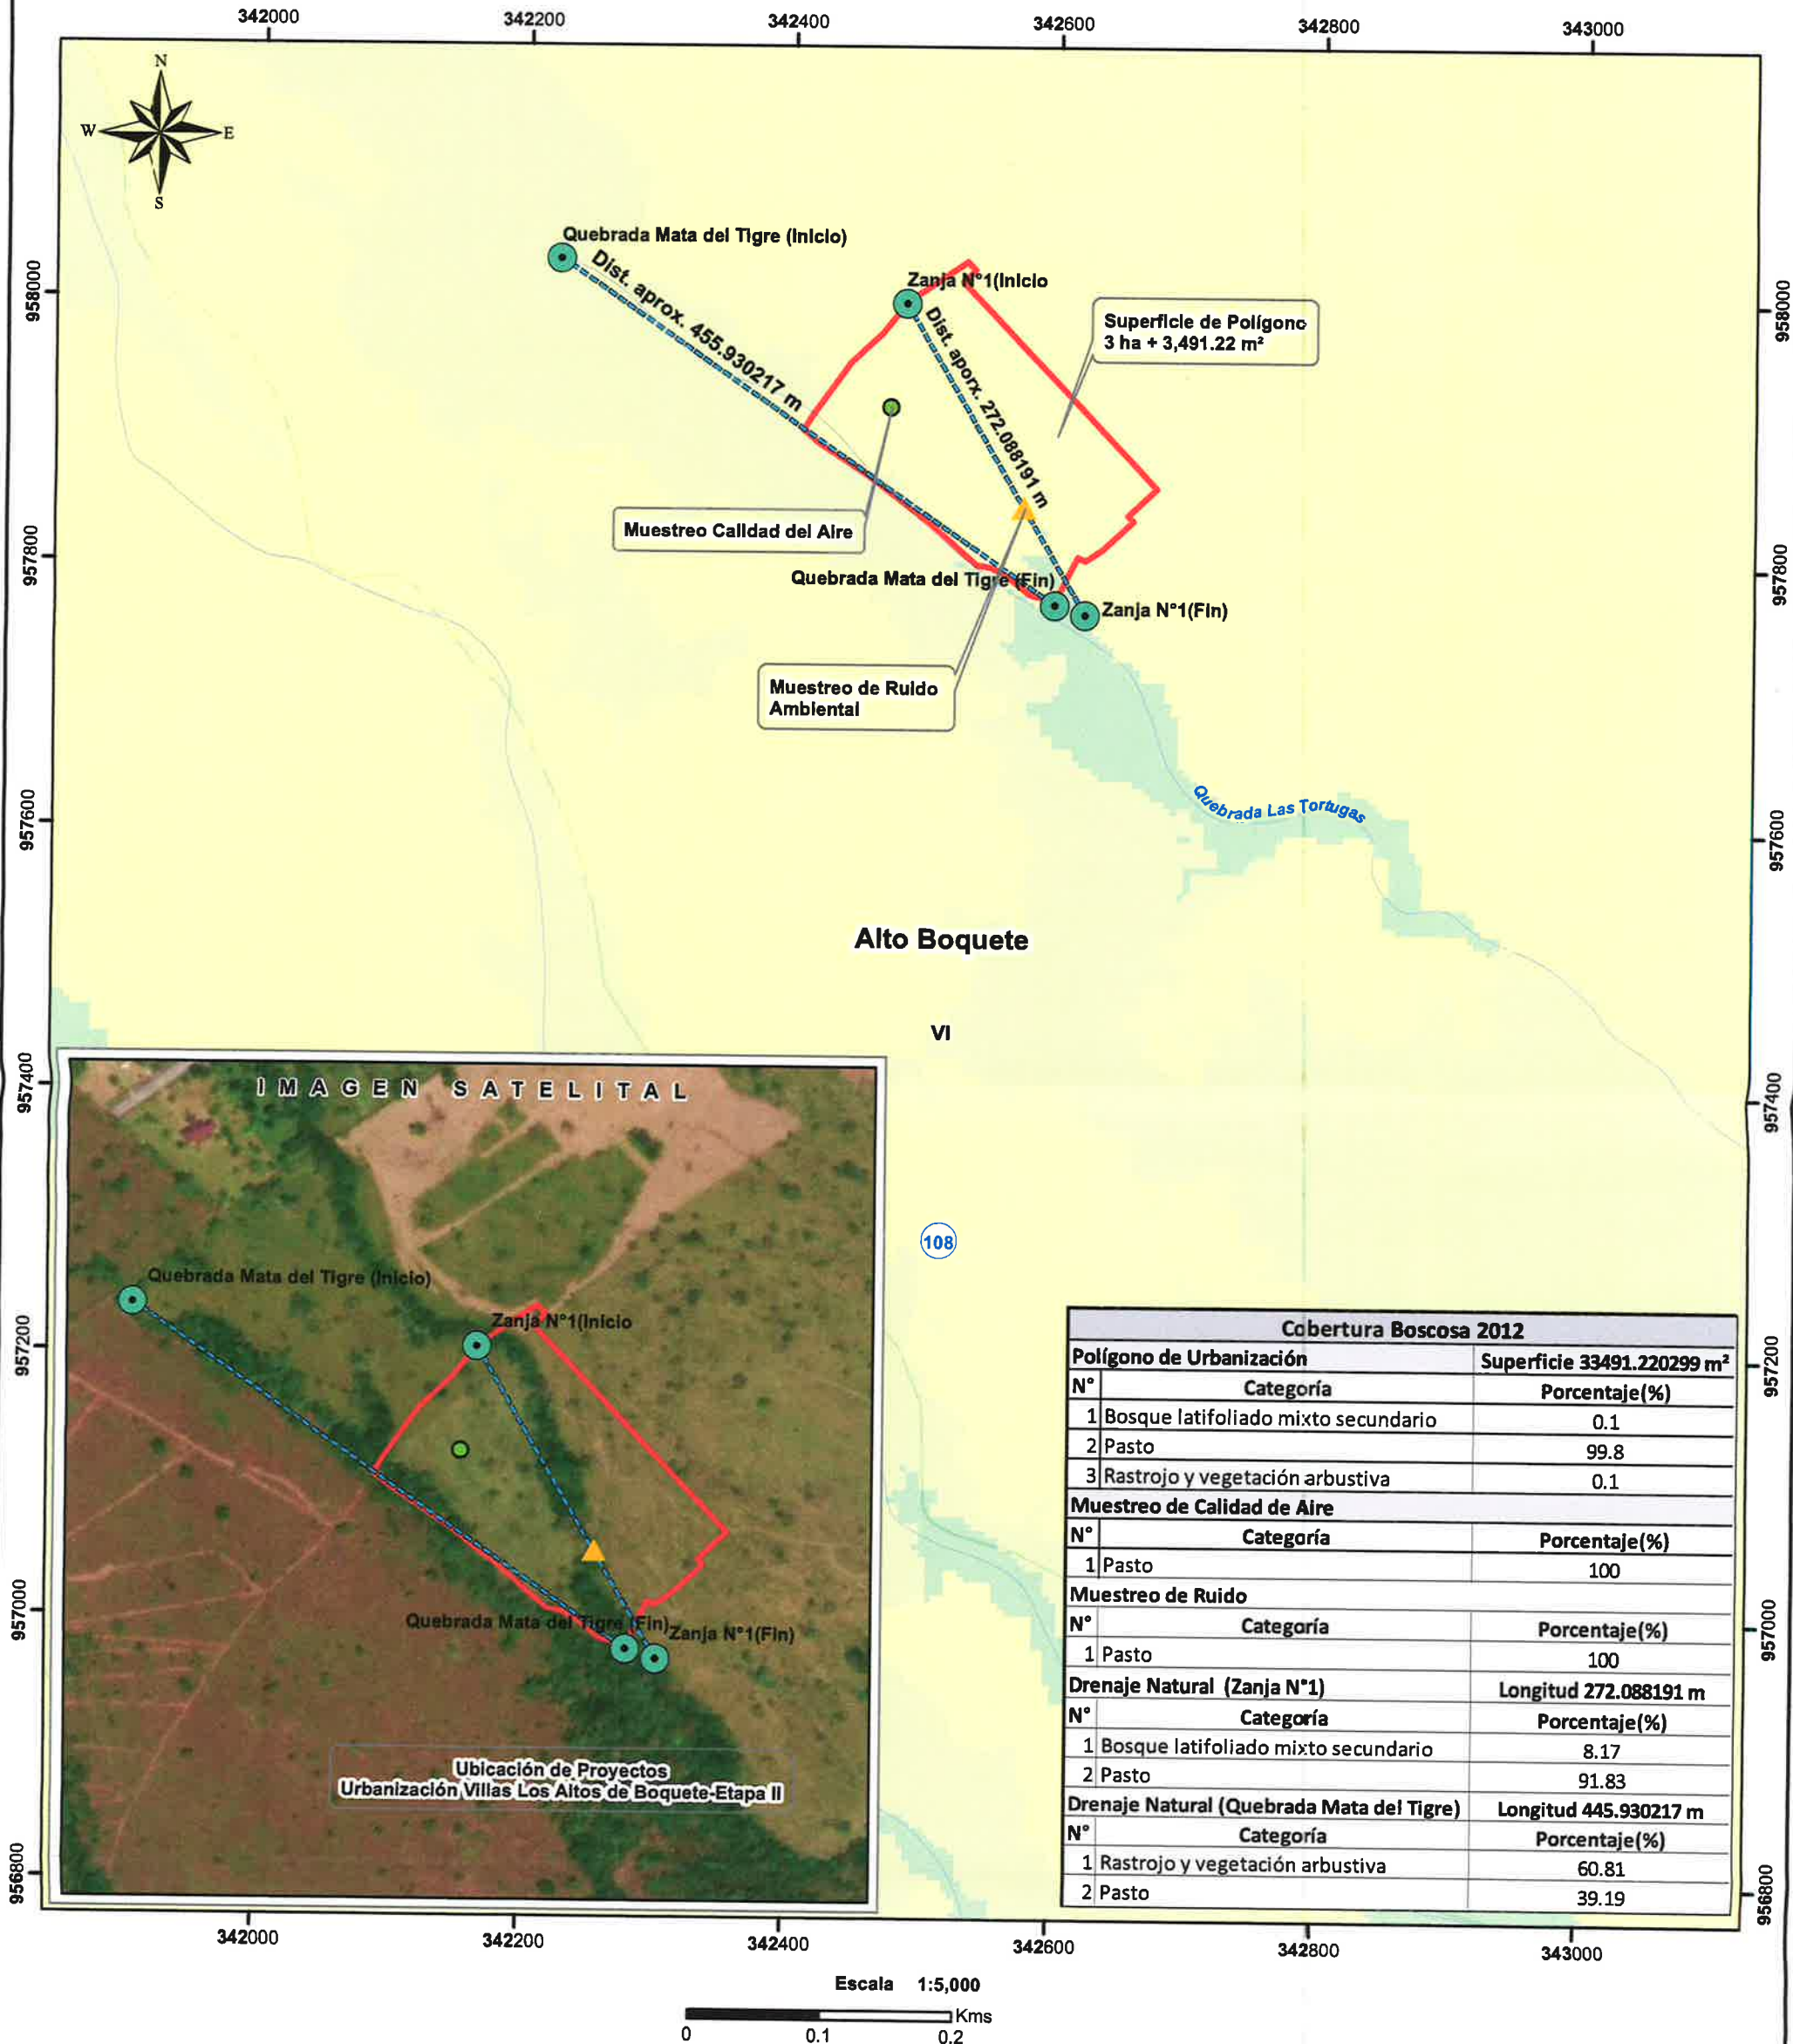 342000 342200 342400 342600 342800 343000
N
W E
S
958000
957800
957600
957400
957200
957000
956800
958000
957800
957600
957400
957200
957000
956800
Quebrada Mata del Tigre (Inicio)
Dist. aprox. 455.930217 m
Zanja N°1(Inicio
Dist. aporx. 272.088191 m
Superficie de Polígono
3 ha + 3,491.22 m²
Muestreo Calidad del Aire
Quebrada Mata del Tigre (Fin)
Zanja N°1(Fin)
Muestreo de Ruido
Ambiental
Quebrada Las Tortugas
Alto Boquete
VI
108
IMAGEN SATELITAL
Quebrada Mata del Tigre (Inicio)
Zanja N°1(Inicio
Quebrada Mata del Tigre (Fin)
Zanja N°1(Fin)
Ubicación de Proyectos
Urbanización Villas Los Altos de Boquete-Etapa II
Cobertura Boscosa 2012
Polígono de Urbanización Superficie 33491.220299 m²
N° Categoría Porcentaje(%)
1 Bosque latifoliado mixto secundario 0.1
2 Pasto 99.8
3 Rastrojo y vegetación arbustiva 0.1
Muestreo de Calidad de Aire
N° Categoría Porcentaje(%)
1 Pasto 100
Muestreo de Ruido
N° Categoría Porcentaje(%)
1 Pasto 100
Drenaje Natural (Zanja N°1) Longitud 272.088191 m
N° Categoría Porcentaje(%)
1 Bosque latifoliado mixto secundario 8.17
2 Pasto 91.83
Drenaje Natural (Quebrada Mata del Tigre) Longitud 445.930217 m
N° Categoría Porcentaje(%)
1 Rastrojo y vegetación arbustiva 60.81
2 Pasto 39.19
342000 342200 342400 342600 342800 343000
Escala 1:5,000
Kms
0 0.1 0.2